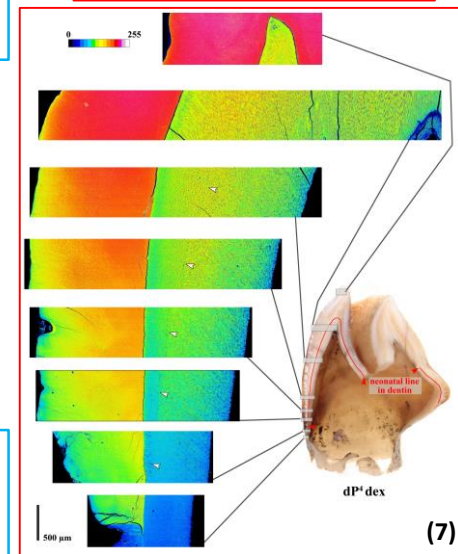 0 255
neonatal line
in dentin
dP⁴ dex
500 µm
(7)